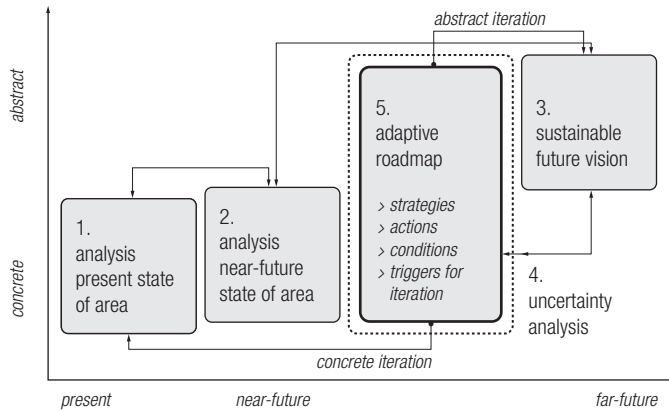 abstract iteration
abstract
concrete
5.
adaptive
roadmap
> strategies
> actions
> conditions
> triggers for
iteration
3.
sustainable
future vision
1.
analysis
present state
of area
2.
analysis
near-future
state of area
4.
uncertainty
analysis
concrete iteration
present
near-future
far-future